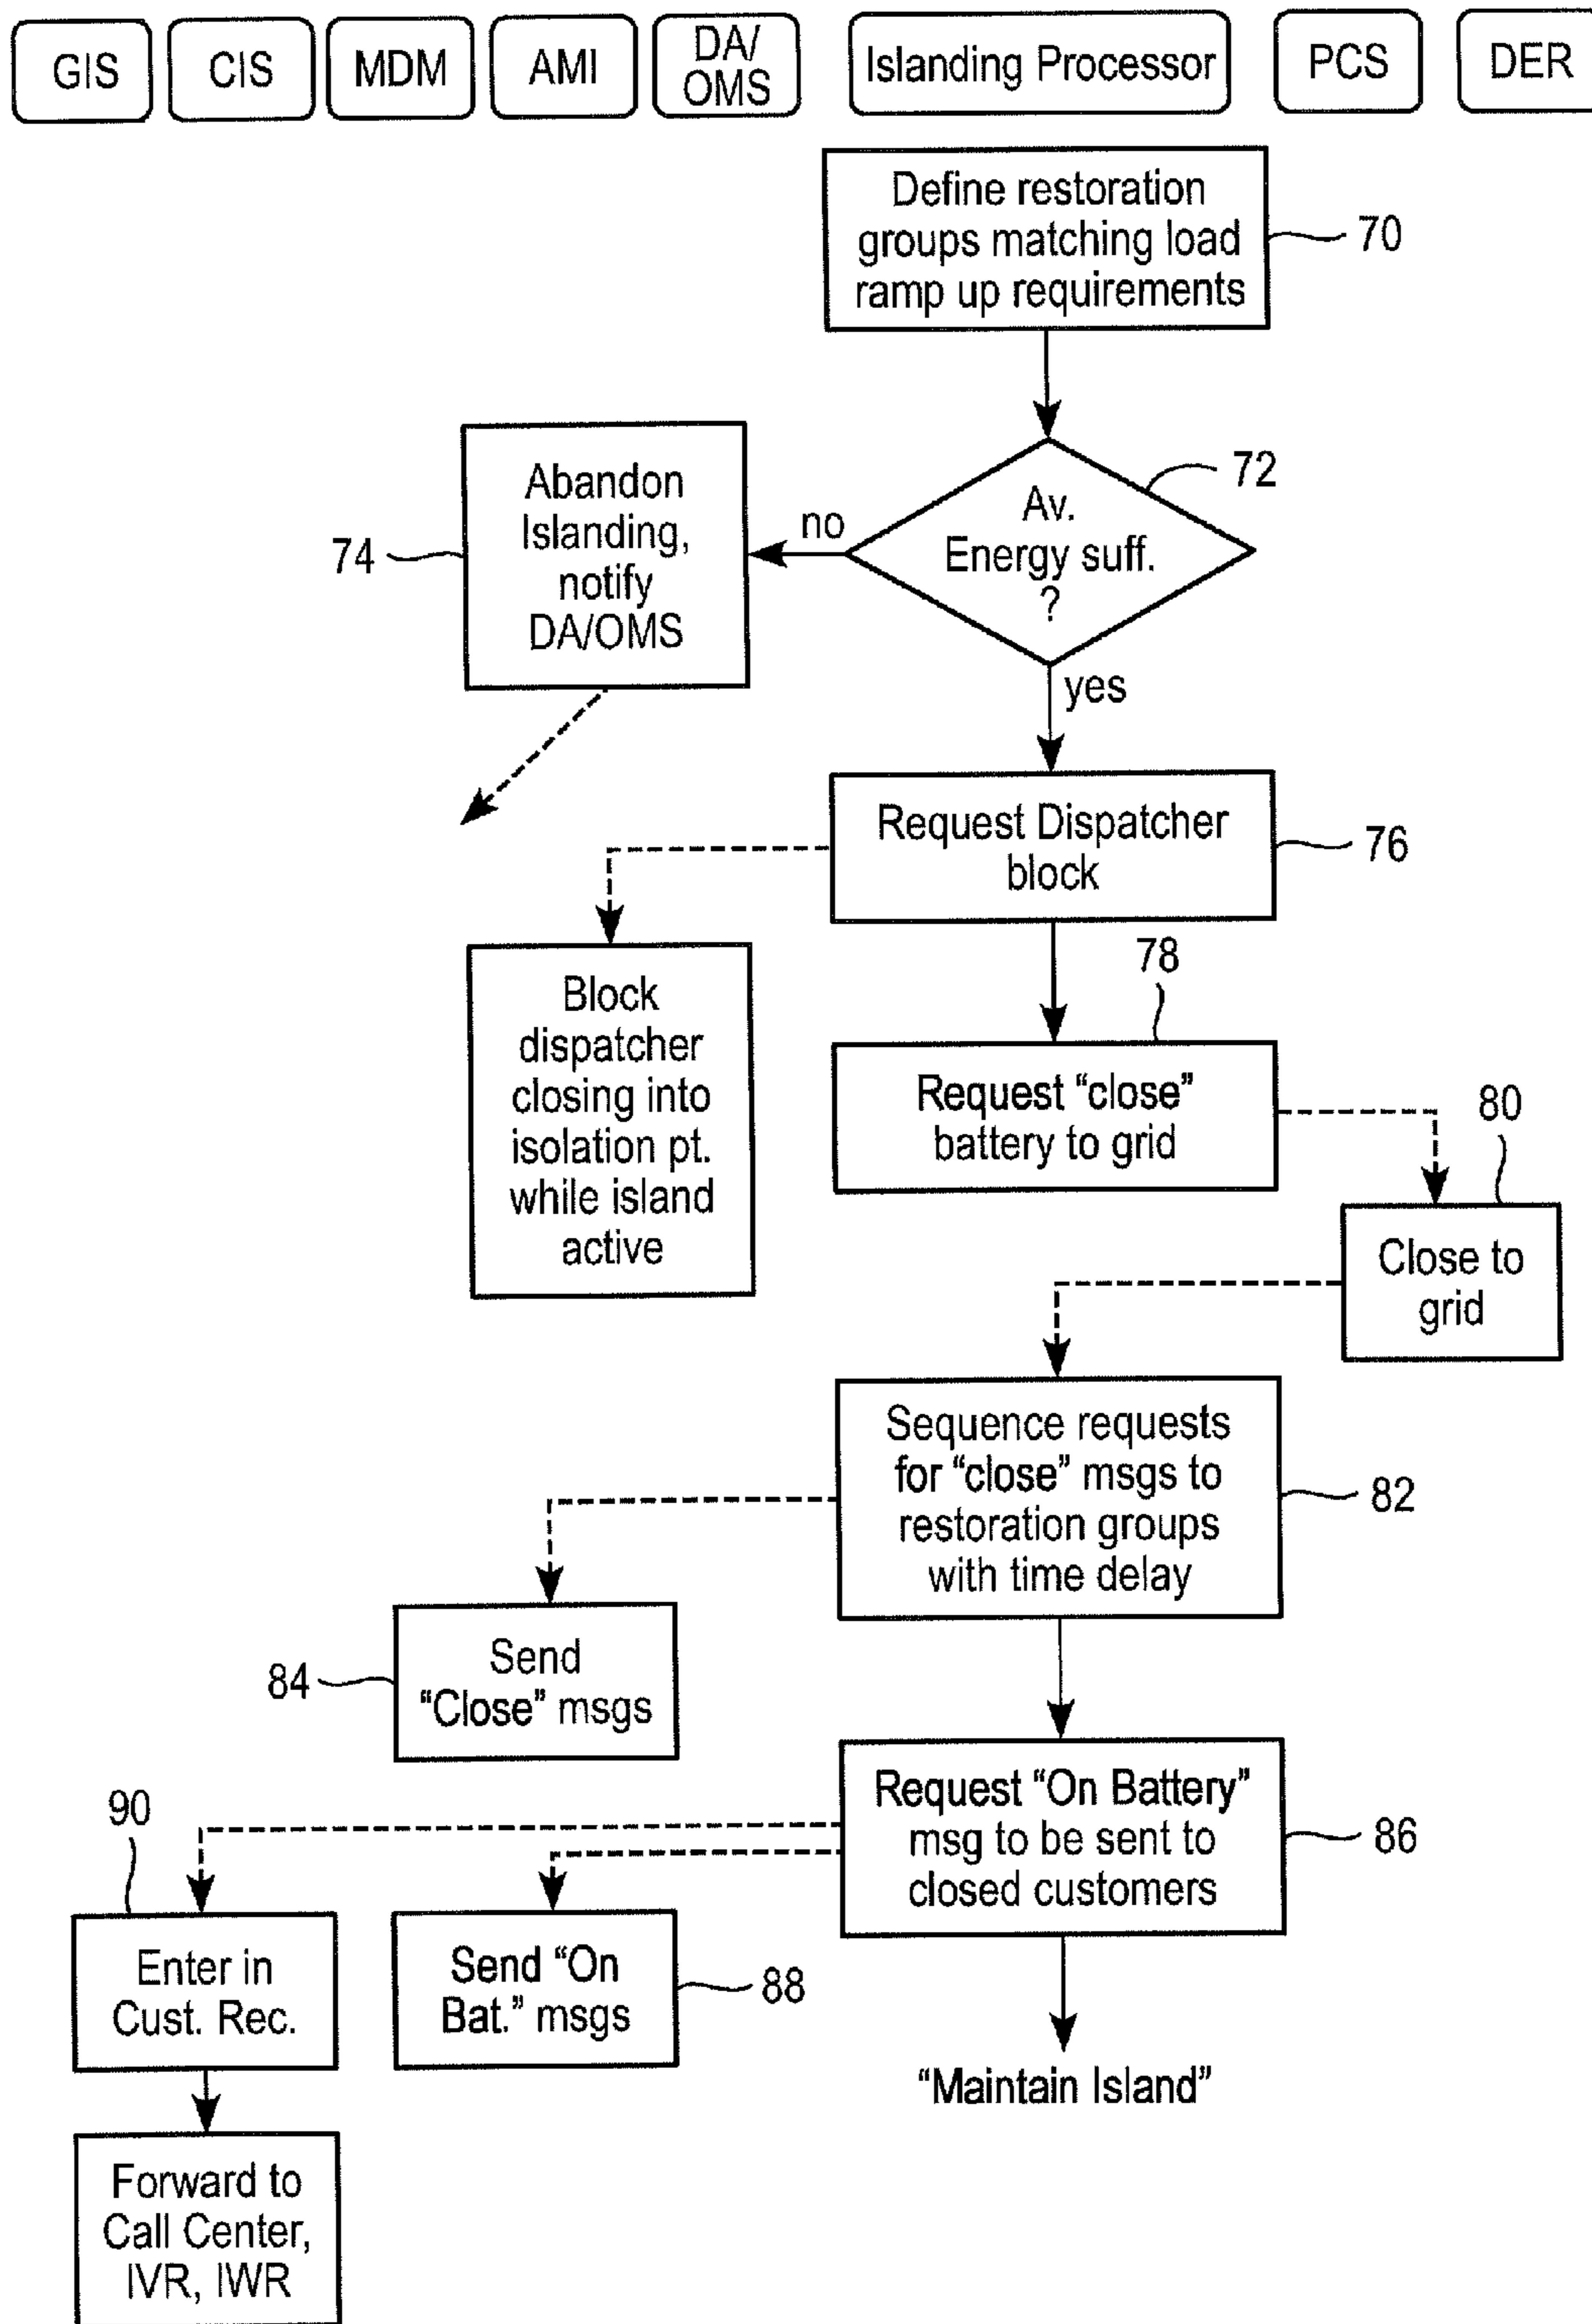 GIS
CIS
MDM
AMI
DA/
OMS
Islanding Processor
PCS
DER
Define restoration
groups matching load
ramp up requirements
70
72
Av.
Energy suff.
?
no
Abandon
Islanding,
notify
DA/OMS
74
yes
Request Dispatcher
block
76
Block
dispatcher
closing into
isolation pt.
while island
active
78
Request “close”
battery to grid
80
Close to
grid
Sequence requests
for “close” msgs to
restoration groups
with time delay
82
84
Send
“Close” msgs
Request “On Battery”
msg to be sent to
closed customers
86
90
Enter in
Cust. Rec.
Send “On
Bat.” msgs
88
“Maintain Island”
Forward to
Call Center,
IVR, IWR